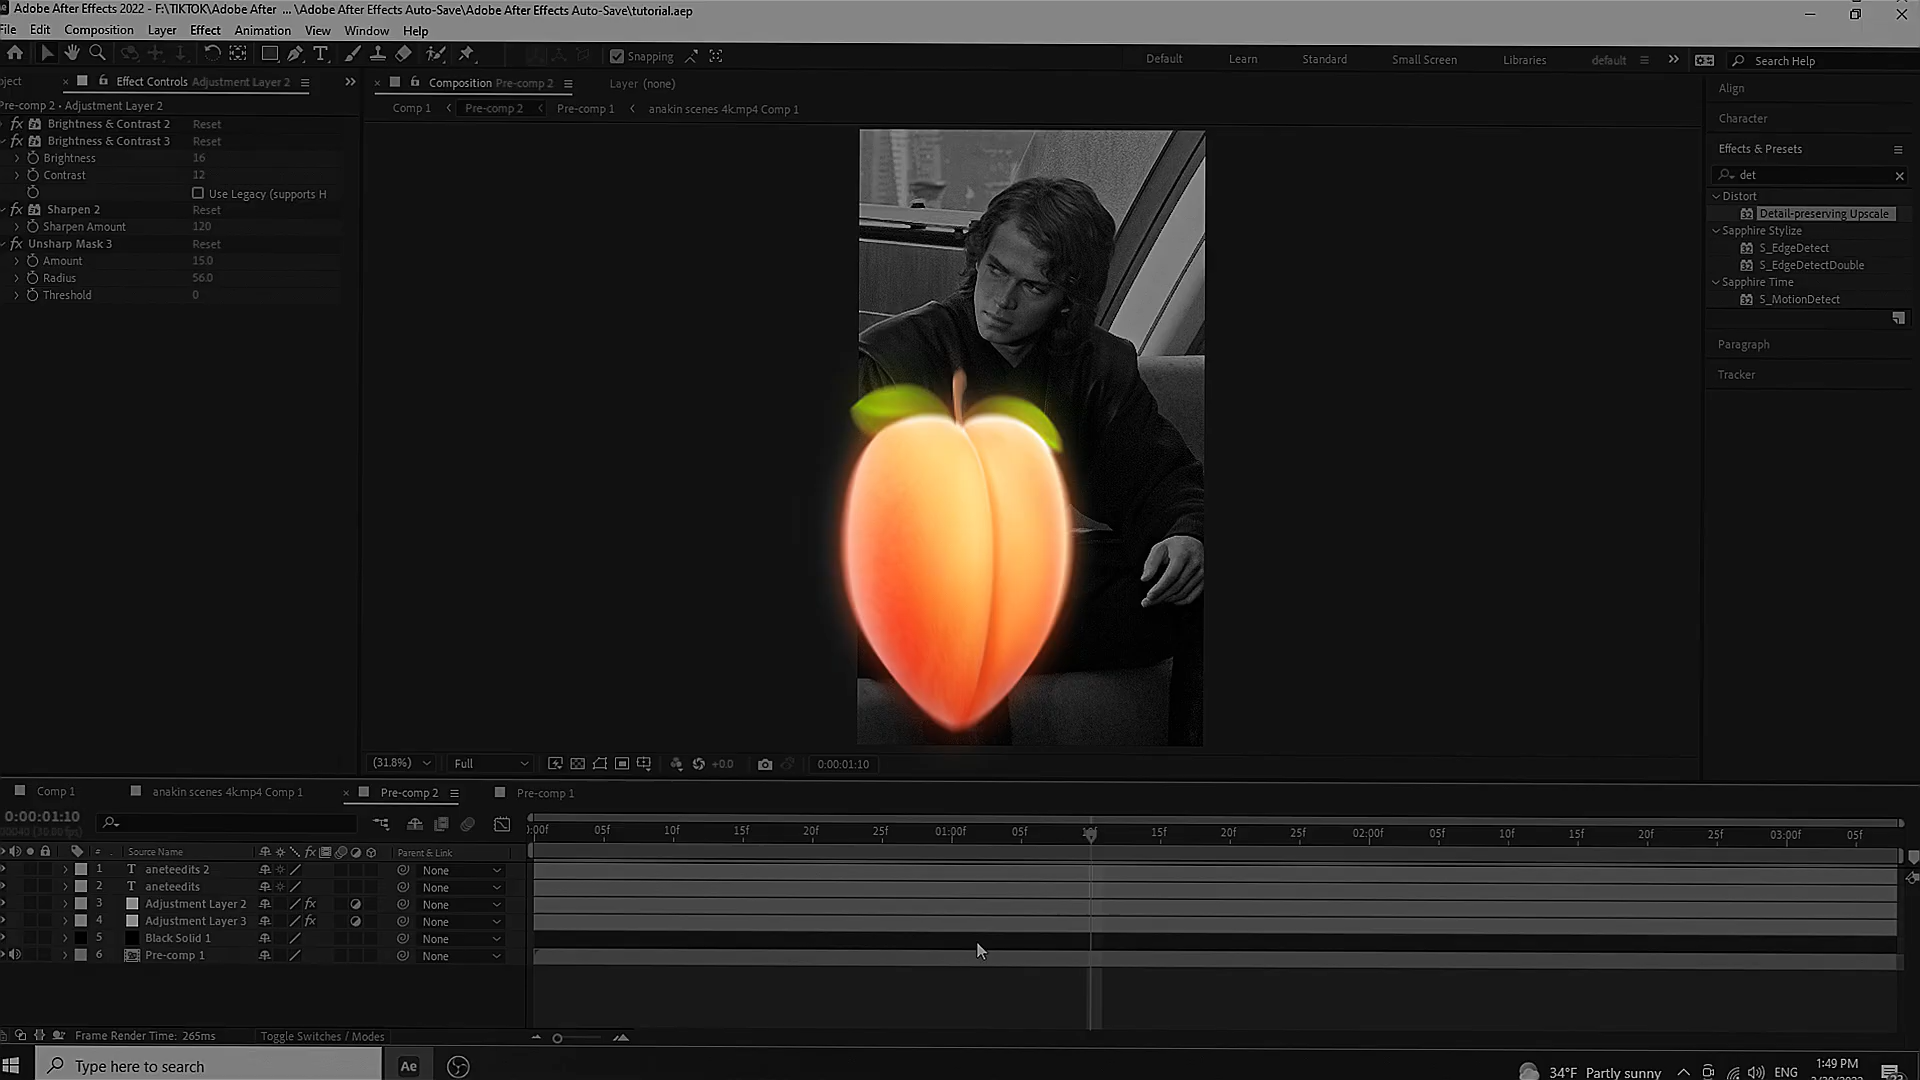 Adobe After Effects 2022 - F:\TIKTOK\Adobe After ... \Adobe After Effects Auto-Save\Adobe After Effects Auto-Save\tutorial.aep
File Edit Composition Layer Effect Animation View Window Help
Snapping Default Learn Standard Small Screen Libraries default Search Help
oject Effect Controls Adjustment Layer 2 Composition Pre-comp 2 Layer (none) Align
Pre-comp 2 • Adjustment Layer 2 Comp 1 Pre-comp 2 Pre-comp 1 anakin scenes 4k.mp4 Comp 1
Character
fx Brightness & Contrast 2 Reset
fx Brightness & Contrast 3 Reset
Effects & Presets
Brightness 16
Contrast 12
det
Use Legacy (supports H
Distort
fx Sharpen 2 Reset
Detail-preserving Upscale
Sharpen Amount 120
Sapphire Stylize
fx Unsharp Mask 3 Reset
S_EdgeDetect
Amount 15.0
S_EdgeDetectDouble
Radius 56.0
Sapphire Time
Threshold 0
S_MotionDetect
Paragraph
Tracker
(31.8%) Full +0.0 0:00:01:10
Comp 1 anakin scenes 4k.mp4 Comp 1 Pre-comp 2 Pre-comp 1
0:00:01:10
:00f 05f 10f 15f 20f 25f 01:00f 05f 15f 20f 25f 02:00f 05f 10f 15f 20f 25f 03:00f 05f
# Source Name fx Parent & Link
1 T aneteedits 2 None
2 T aneteedits None
3 Adjustment Layer 2 fx None
4 Adjustment Layer 3 fx None
5 Black Solid 1 None
6 Pre-comp 1 None
Frame Render Time: 265ms Toggle Switches / Modes
Type here to search Ae 34°F Partly sunny ENG 1:49 PM